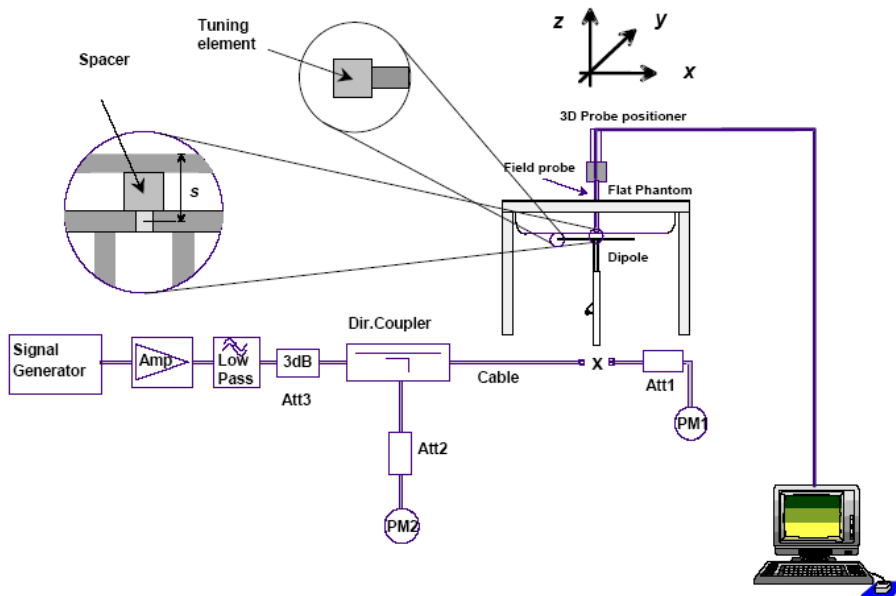 Tuning
element
Spacer
s
z
y
x
3D Probe positioner
Field probe
Flat Phantom
Dipole
Dir.Coupler
Signal
Generator
Amp
Low
Pass
3dB
Att3
Cable
x
Att1
PM1
Att2
PM2